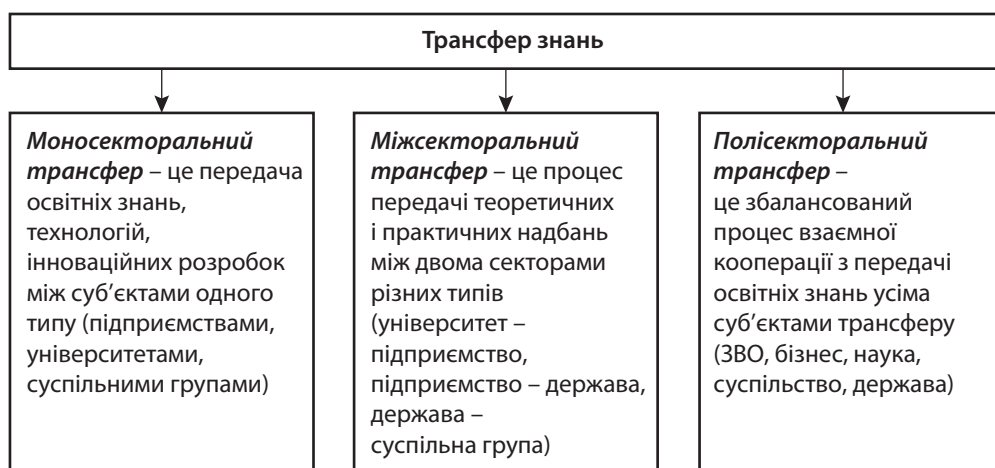 Трансфер знань
Моносекторальний
трансфер – це передача
освітніх знань,
технологій,
інноваційних розробок
між суб’єктами одного
типу (підприємствами,
університетами,
суспільними групами)
Міжсекторальний
трансфер – це процес
передачі теоретичних
і практичних надбань
між двома секторами
різних типів
(університет –
підприємство,
підприємство – держава,
держава –
суспільна група)
Полісекторальний
трансфер –
це збалансований
процес взаємної
кооперації з передачі
освітніх знань усіма
суб’єктами трансферу
(ЗВО, бізнес, наука,
суспільство, держава)